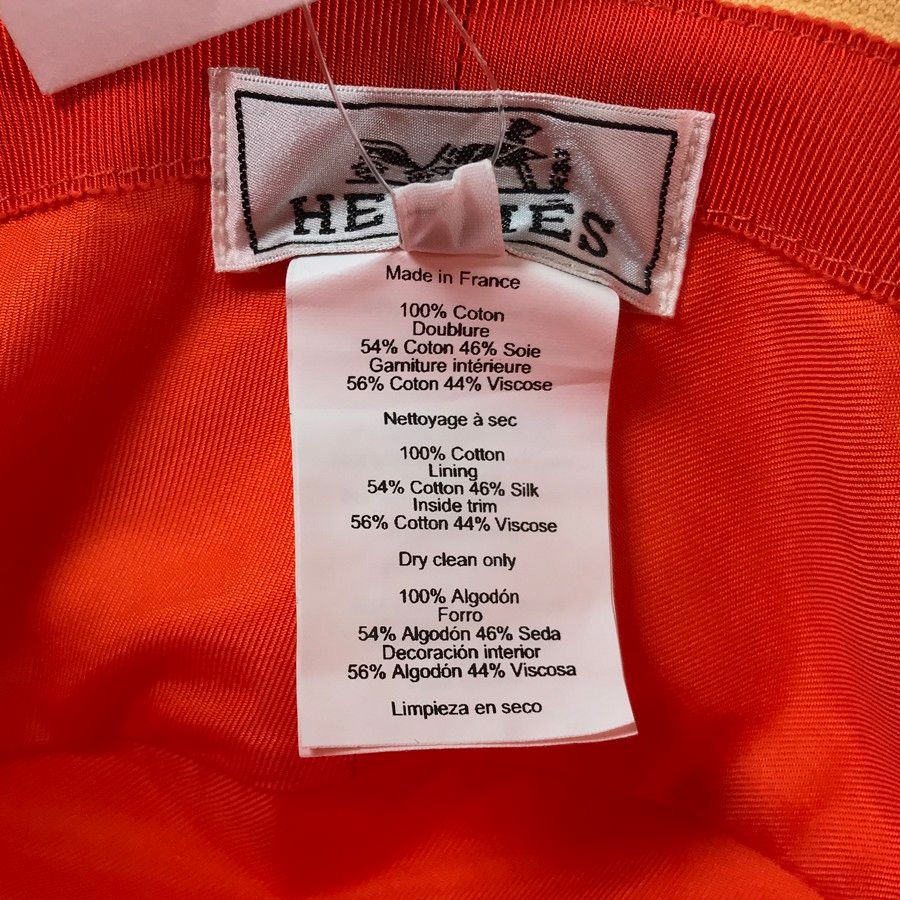 HERMÈS
Made in France
100% Coton
Doublure
54% Coton 46% Soie
Garniture intérieure
56% Coton 44% Viscose
Nettoyage à sec
100% Cotton
Lining
54% Cotton 46% Silk
Inside trim
56% Cotton 44% Viscose
Dry clean only
100% Algodón
Forro
54% Algodón 46% Seda
Decoración interior
56% Algodón 44% Viscosa
Limpieza en seco